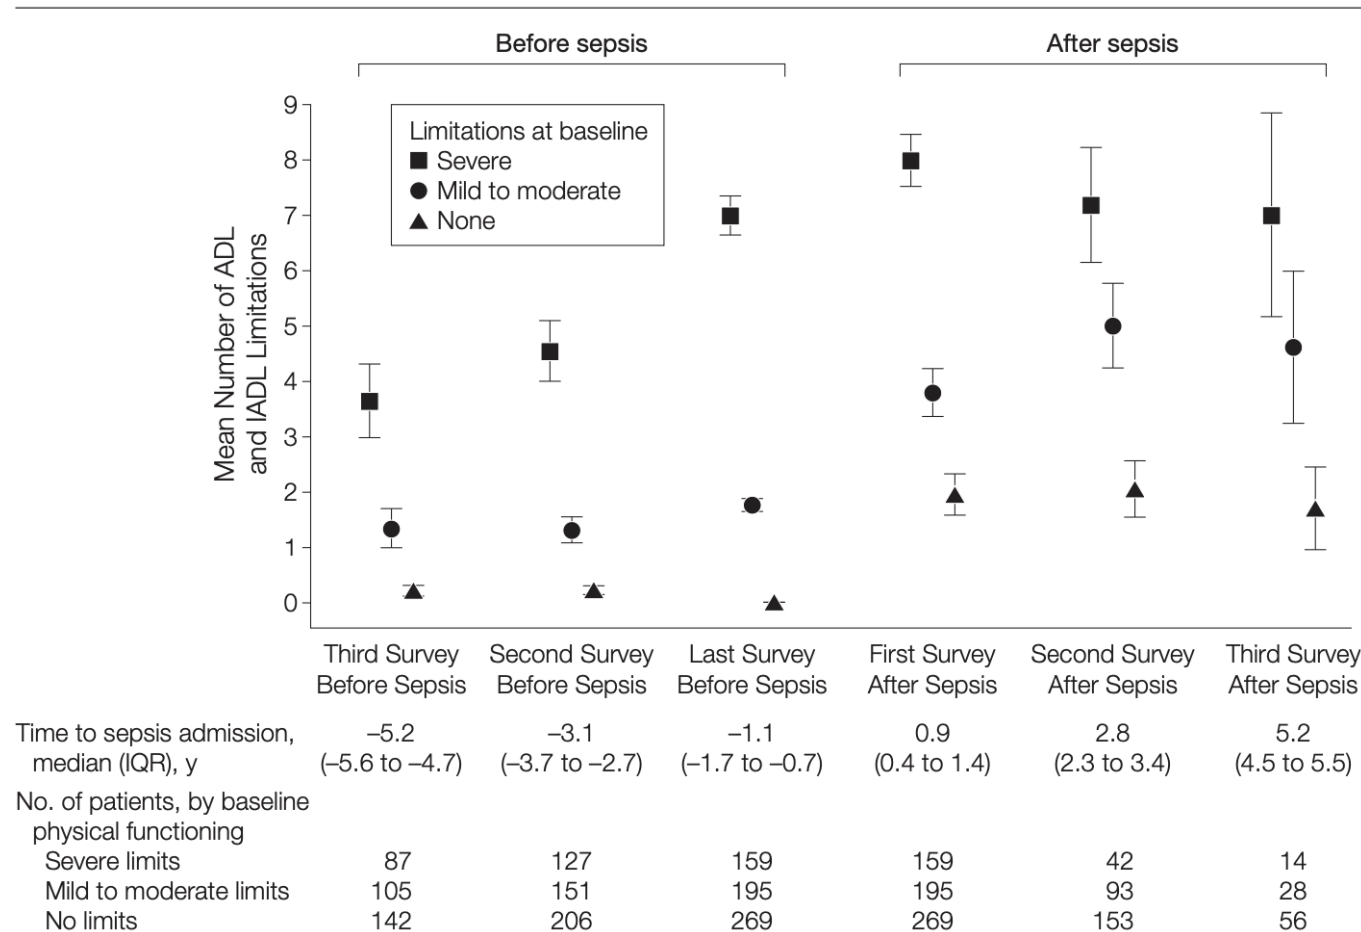 Before sepsis After sepsis
9
8
7
6
5
4
3
2
1
0
Mean Number of ADL
and IADL Limitations
Limitations at baseline
Severe
Mild to moderate
None
Third Survey Second Survey Last Survey First Survey Second Survey Third Survey
Before Sepsis Before Sepsis Before Sepsis After Sepsis After Sepsis After Sepsis
Time to sepsis admission, –5.2 –3.1 –1.1 0.9 2.8 5.2
median (IQR), y (–5.6 to –4.7) (–3.7 to –2.7) (–1.7 to –0.7) (0.4 to 1.4) (2.3 to 3.4) (4.5 to 5.5)
No. of patients, by baseline
physical functioning
Severe limits 87 127 159 159 42 14
Mild to moderate limits 105 151 195 195 93 28
No limits 142 206 269 269 153 56